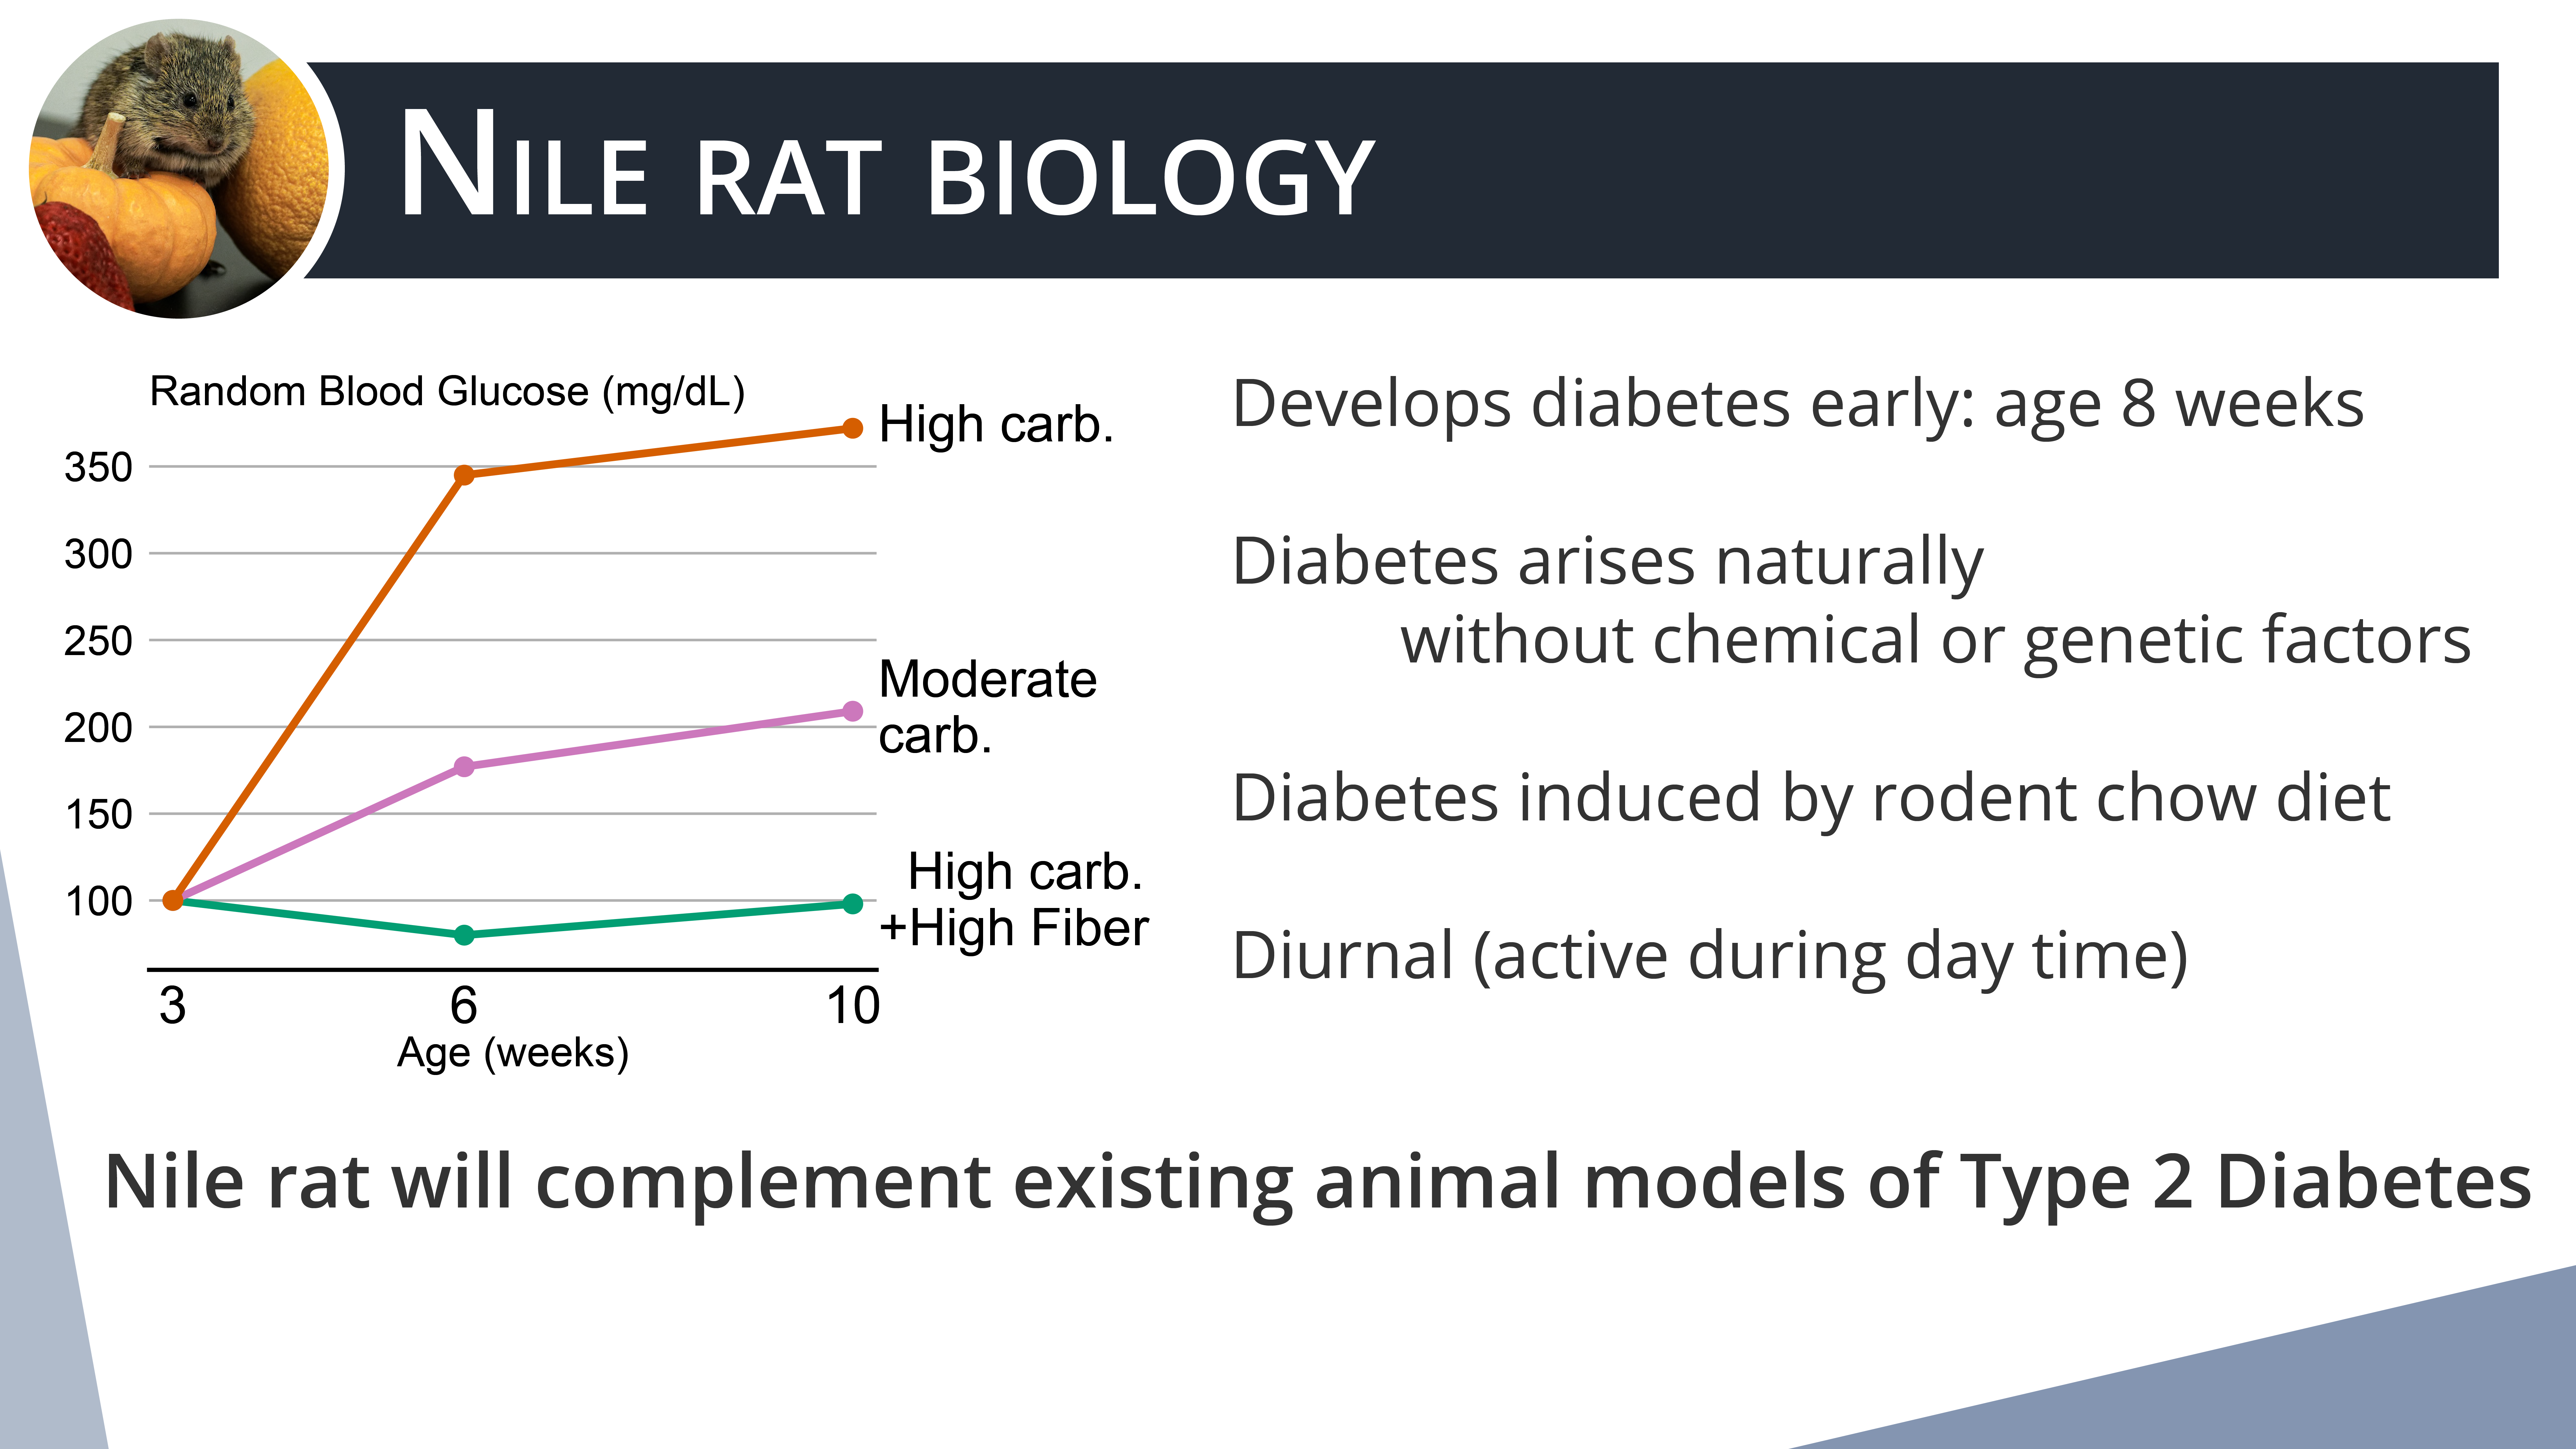 Nile rat biology
Random Blood Glucose (mg/dL)
350
300
250
200
150
100
High carb.
Moderate
carb.
High carb.
+High Fiber
3 6 10
Age (weeks)
Develops diabetes early: age 8 weeks
Diabetes arises naturally
without chemical or genetic factors
Diabetes induced by rodent chow diet
Diurnal (active during day time)
Nile rat will complement existing animal models of Type 2 Diabetes